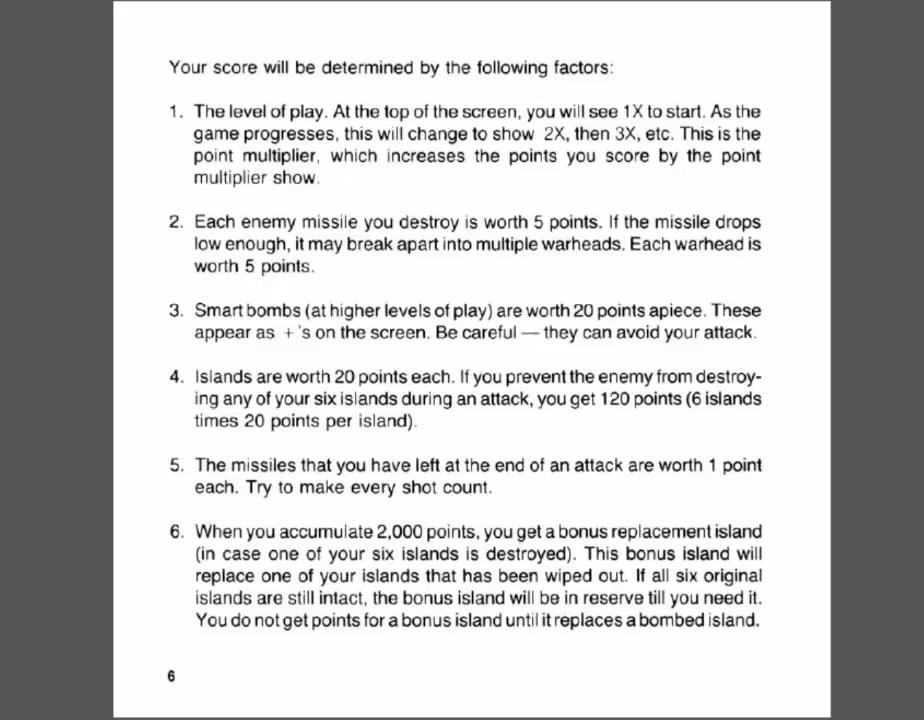 Your score will be determined by the following factors:
1. The level of play. At the top of the screen, you will see 1X to start. As the
game progresses, this will change to show 2X, then 3X, etc. This is the
point multiplier, which increases the points you score by the point
multiplier show.
2. Each enemy missile you destroy is worth 5 points. If the missile drops
low enough, it may break apart into multiple warheads. Each warhead is
worth 5 points.
3. Smart bombs (at higher levels of play) are worth 20 points apiece. These
appear as +'s on the screen. Be careful — they can avoid your attack.
4. Islands are worth 20 points each. If you prevent the enemy from destroy-
ing any of your six islands during an attack, you get 120 points (6 islands
times 20 points per island).
5. The missiles that you have left at the end of an attack are worth 1 point
each. Try to make every shot count.
6. When you accumulate 2,000 points, you get a bonus replacement island
(in case one of your six islands is destroyed). This bonus island will
replace one of your islands that has been wiped out. If all six original
islands are still intact, the bonus island will be in reserve till you need it.
You do not get points for a bonus island until it replaces a bombed island.
6